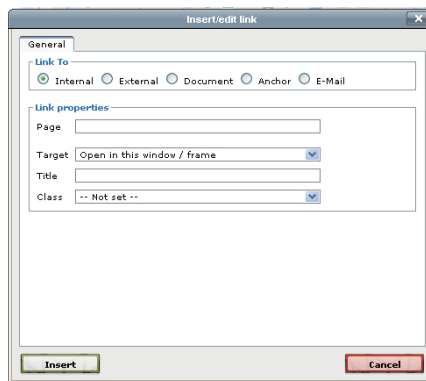 Insert/edit link
General
Link To
Internal External Document Anchor E-Mail
Link properties
Page
Target Open in this window / frame
Title
Class -- Not set --
Insert Cancel